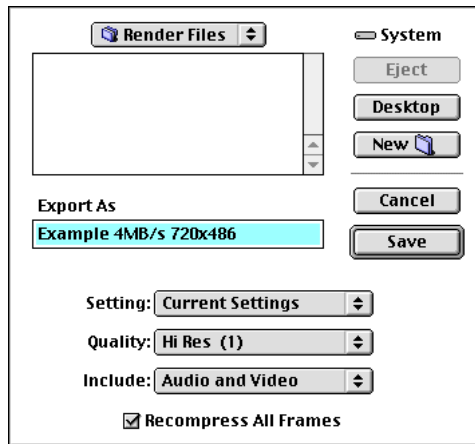 Render Files
System
Eject
Desktop
New
Export As
Example 4MB/s 720x486
Cancel
Save
Setting: Current Settings
Quality: Hi Res (1)
Include: Audio and Video
Recompress All Frames